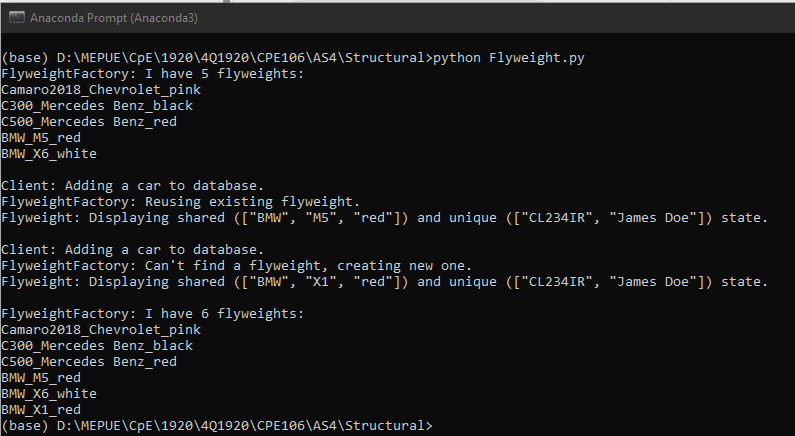 Anaconda Prompt (Anaconda3)
(base) D:\MEPUE\CpE\1920\4Q1920\CPE106\AS4\Structural>python Flyweight.py
FlyweightFactory: I have 5 flyweights:
Camaro2018_Chevrolet_pink
C300_Mercedes Benz_black
C500_Mercedes Benz_red
BMW_M5_red
BMW_X6_white
Client: Adding a car to database.
FlyweightFactory: Reusing existing flyweight.
Flyweight: Displaying shared (["BMW", "M5", "red"]) and unique (["CL234IR", "James Doe"]) state.
Client: Adding a car to database.
FlyweightFactory: Can't find a flyweight, creating new one.
Flyweight: Displaying shared (["BMW", "X1", "red"]) and unique (["CL234IR", "James Doe"]) state.
FlyweightFactory: I have 6 flyweights:
Camaro2018_Chevrolet_pink
C300_Mercedes Benz_black
C500_Mercedes Benz_red
BMW_M5_red
BMW_X6_white
BMW_X1_red
(base) D:\MEPUE\CpE\1920\4Q1920\CPE106\AS4\Structural>